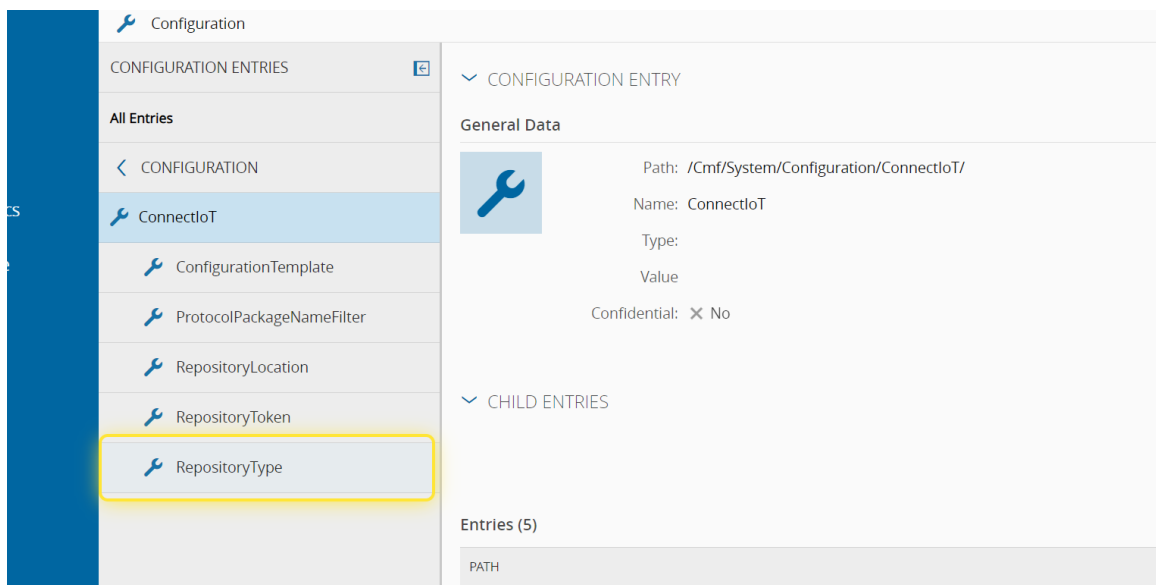 Configuration
CONFIGURATION ENTRIES
All Entries
CONFIGURATION
ConnectIoT
ConfigurationTemplate
ProtocolPackageNameFilter
RepositoryLocation
RepositoryToken
RepositoryType
CONFIGURATION ENTRY
General Data
Path: /Cmf/System/Configuration/ConnectIoT/
Name: ConnectIoT
Type:
Value
Confidential: No
CHILD ENTRIES
Entries (5)
PATH